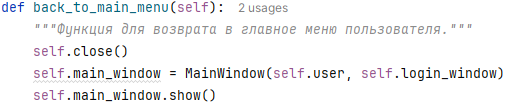 def back_to_main_menu(self):  2 usages
    """Функция для возврата в главное меню пользователя."""
    self.close()
    self.main_window = MainWindow(self.user, self.login_window)
    self.main_window.show()